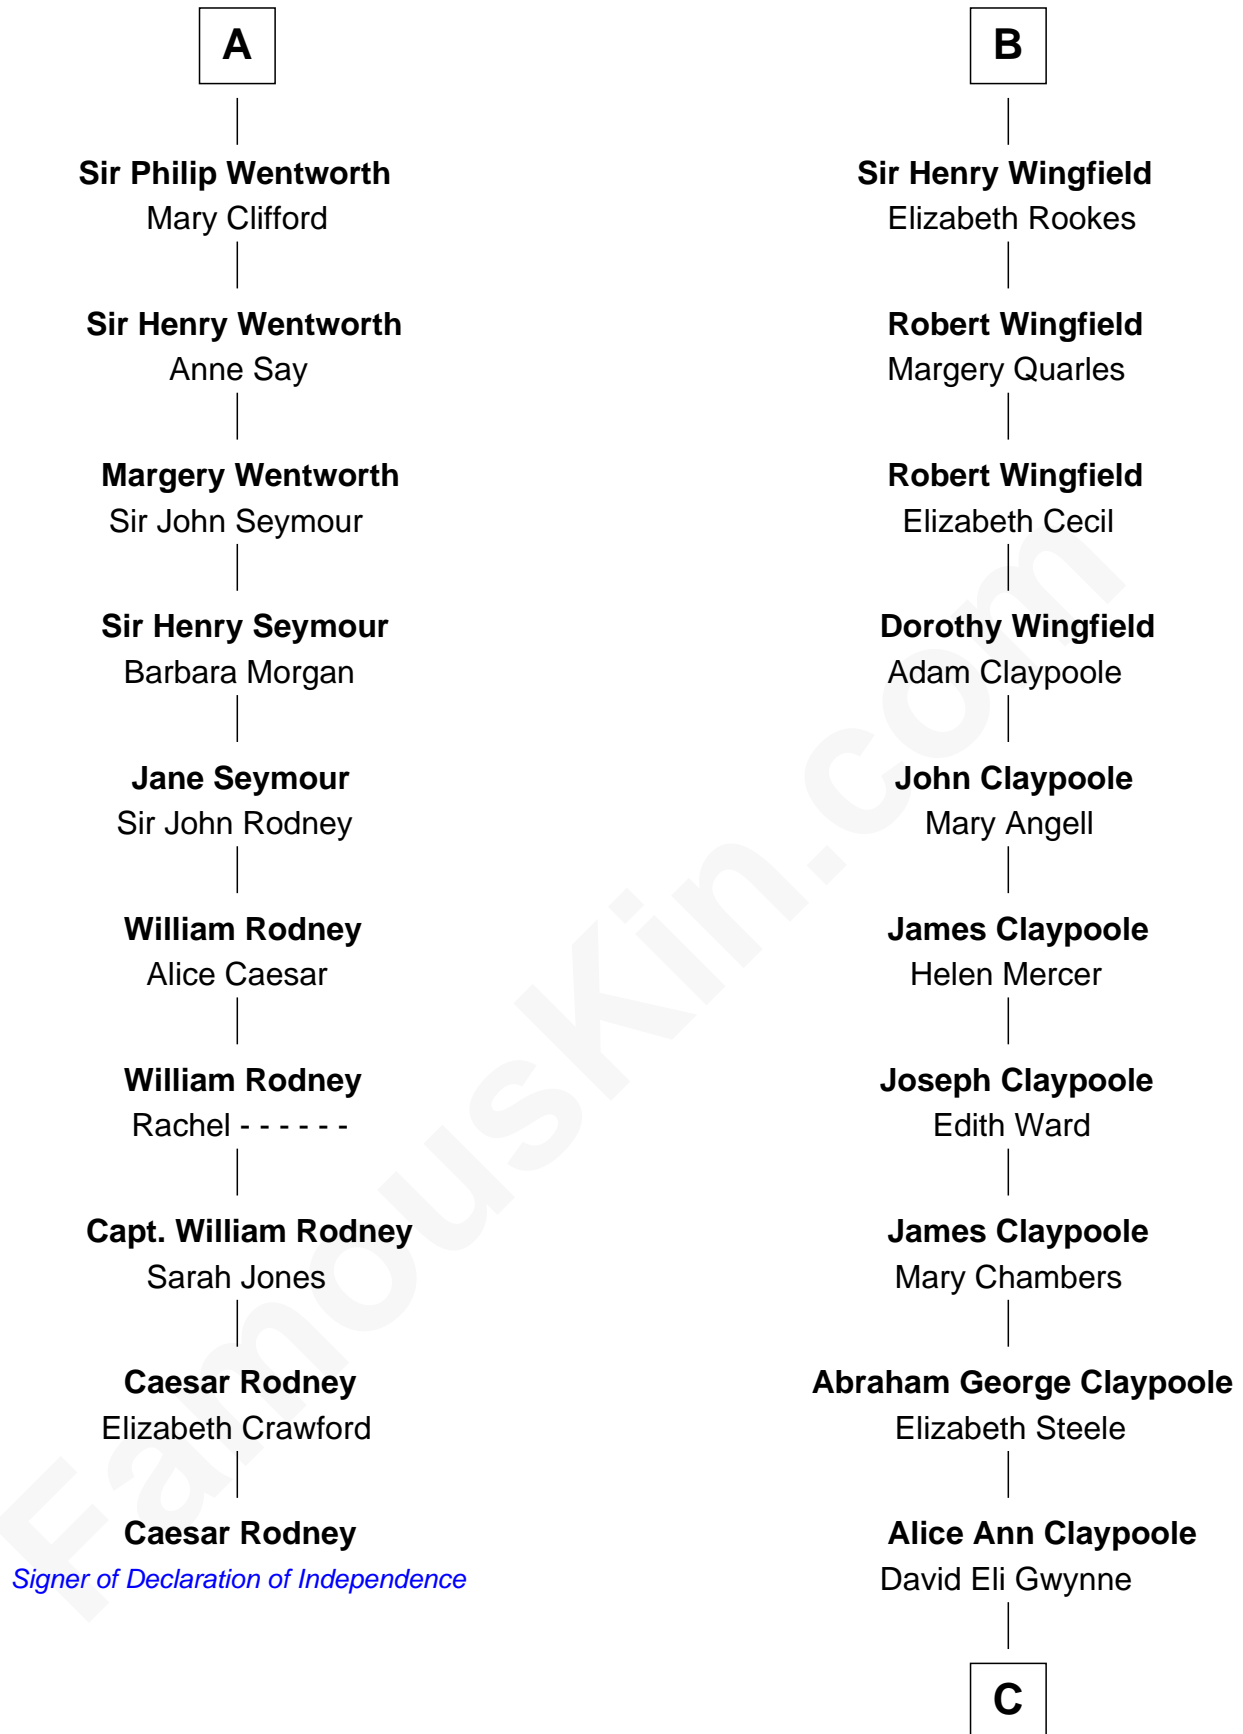 A
Sir Philip Wentworth
Mary Clifford
Sir Henry Wentworth
Anne Say
Margery Wentworth
Sir John Seymour
Sir Henry Seymour
Barbara Morgan
Jane Seymour
Sir John Rodney
William Rodney
Alice Caesar
William Rodney
Rachel - - - - - -
Capt. William Rodney
Sarah Jones
Caesar Rodney
Elizabeth Crawford
Caesar Rodney
Signer of Declaration of Independence
B
Sir Henry Wingfield
Elizabeth Rookes
Robert Wingfield
Margery Quarles
Robert Wingfield
Elizabeth Cecil
Dorothy Wingfield
Adam Claypoole
John Claypoole
Mary Angell
James Claypoole
Helen Mercer
Joseph Claypoole
Edith Ward
James Claypoole
Mary Chambers
Abraham George Claypoole
Elizabeth Steele
Alice Ann Claypoole
David Eli Gwynne
C
FamousKin.com